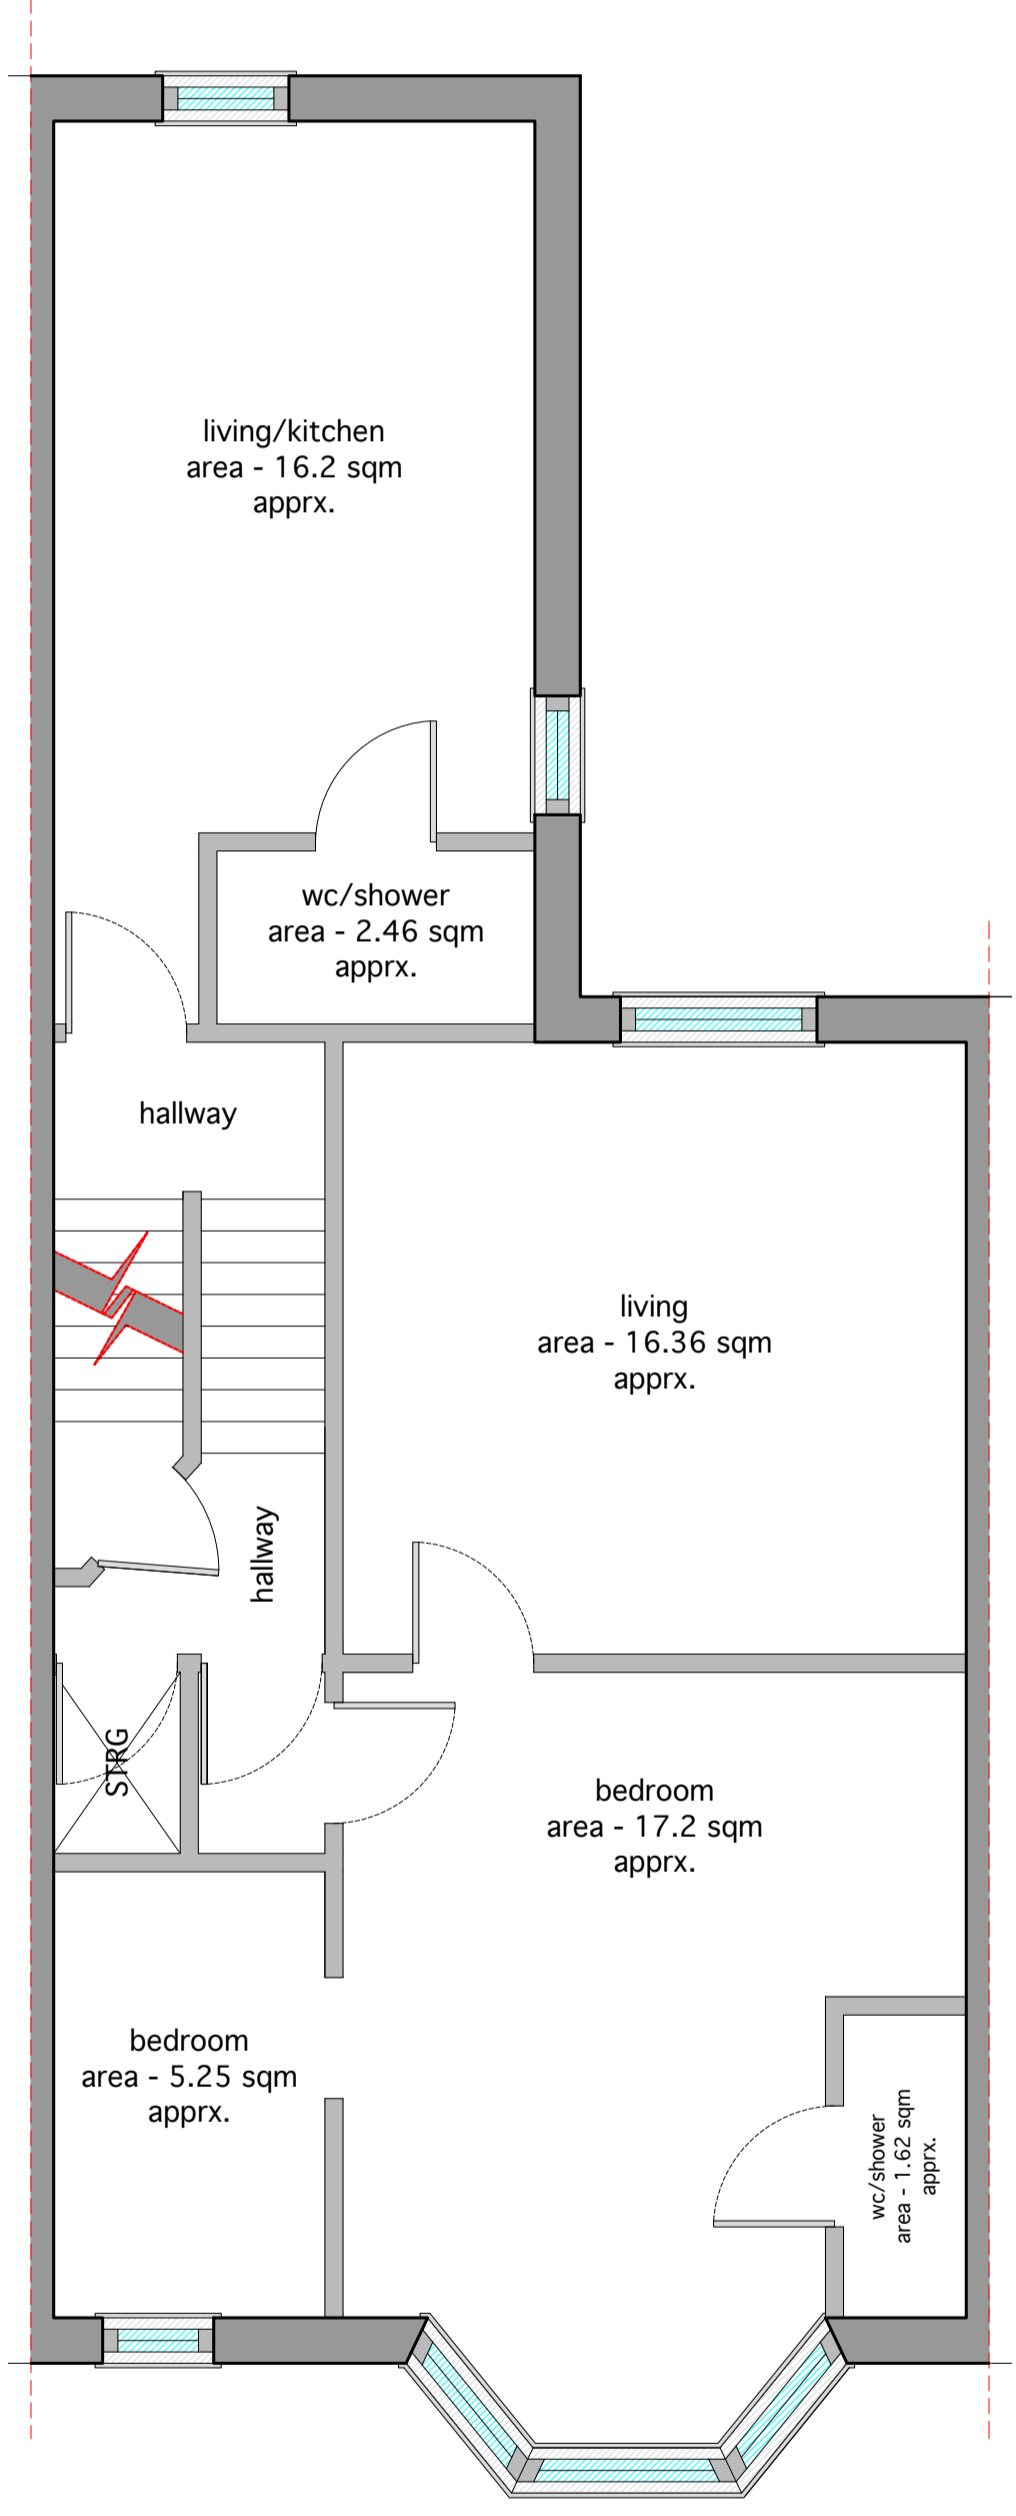 living/kitchen
area - 16.2 sqm
apprx.
wc/shower
area - 2.46 sqm
apprx.
hallway
living
area - 16.36 sqm
apprx.
hallway
STRG
bedroom
area - 17.2 sqm
apprx.
bedroom
area - 5.25 sqm
apprx.
wc/shower
area - 1.62 sqm
apprx.